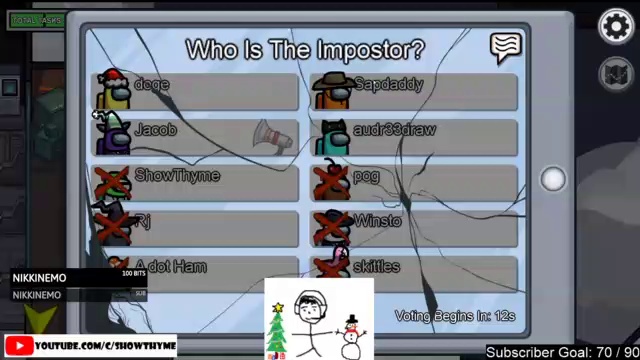 TOTAL TASKS
Who Is The Impostor?
doge
Sapdaddy
Jacob
audr33draw
ShowThyme
pog
Rj
Winsto
A dot Ham
skittles
NIKKINEMO 100 BITS
NIKKINEMO SUB
Voting Begins In: 12s
YOUTUBE.COM/C/SHOWTHYME
Subscriber Goal: 70 / 90